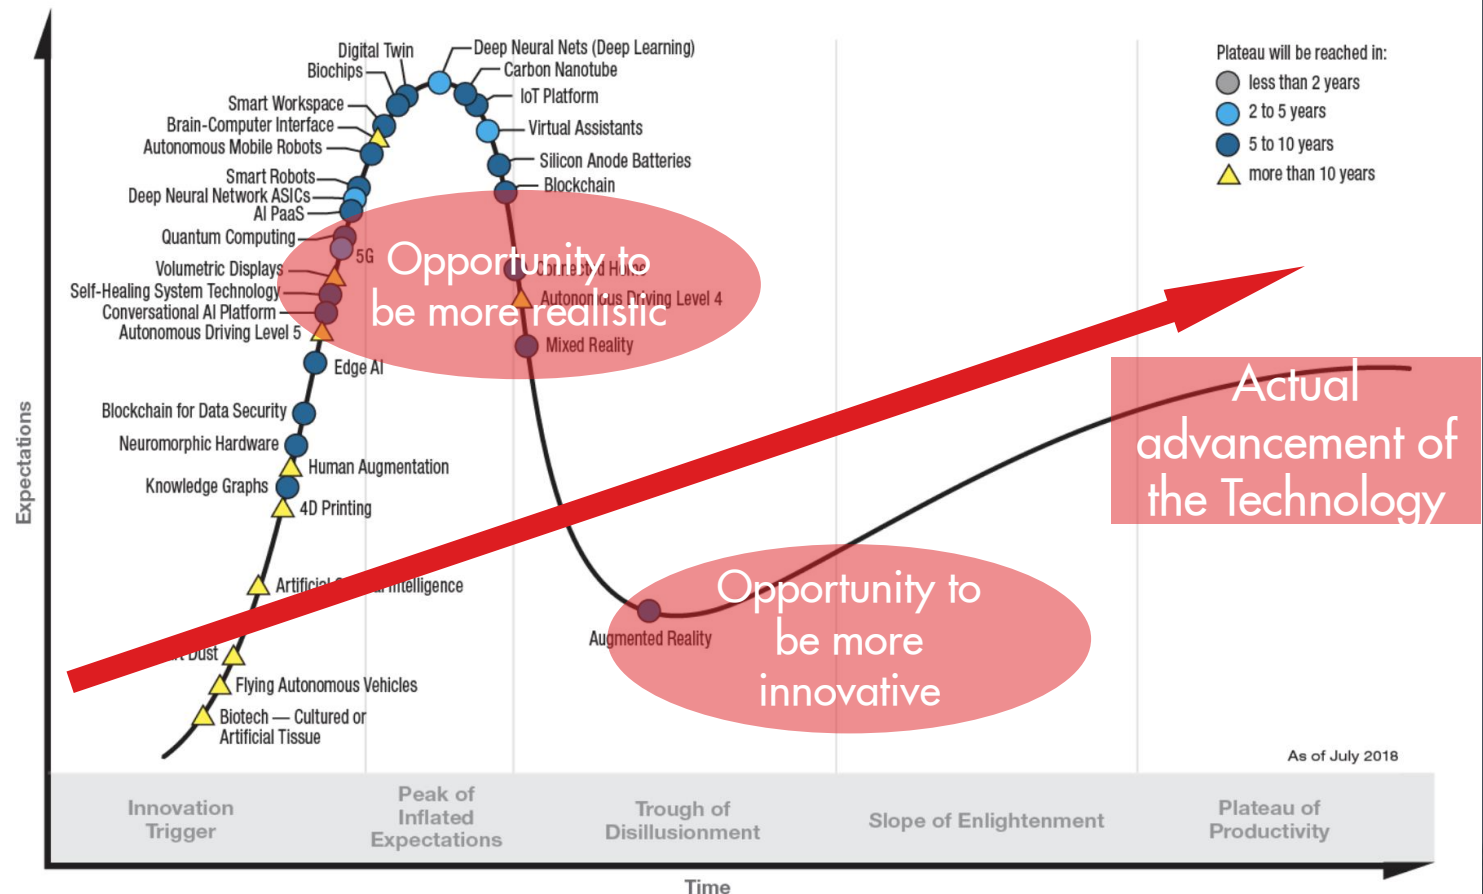 Digital Twin
Biochips
Smart Workspace
Brain-Computer Interface
Autonomous Mobile Robots
Smart Robots
Deep Neural Network ASICs
AI PaaS
Quantum Computing
5G
Volumetric Displays
Self-Healing System Technology
Conversational AI Platform
Autonomous Driving Level 5
Edge AI
Blockchain for Data Security
Neuromorphic Hardware
Human Augmentation
Knowledge Graphs
4D Printing
Artificial Intelligence
Dust
Flying Autonomous Vehicles
Biotech — Cultured or
Artificial Tissue
Deep Neural Nets (Deep Learning)
Carbon Nanotube
IoT Platform
Virtual Assistants
Silicon Anode Batteries
Blockchain
Connected Home
Autonomous Driving Level 4
Mixed Reality
Augmented Reality
Opportunity to
be more realistic
Opportunity to
be more
innovative
Actual
advancement of
the Technology
Plateau will be reached in:
less than 2 years
2 to 5 years
5 to 10 years
more than 10 years
As of July 2018
Expectations
Innovation
Trigger
Peak of
Inflated
Expectations
Trough of
Disillusionment
Slope of Enlightenment
Plateau of
Productivity
Time